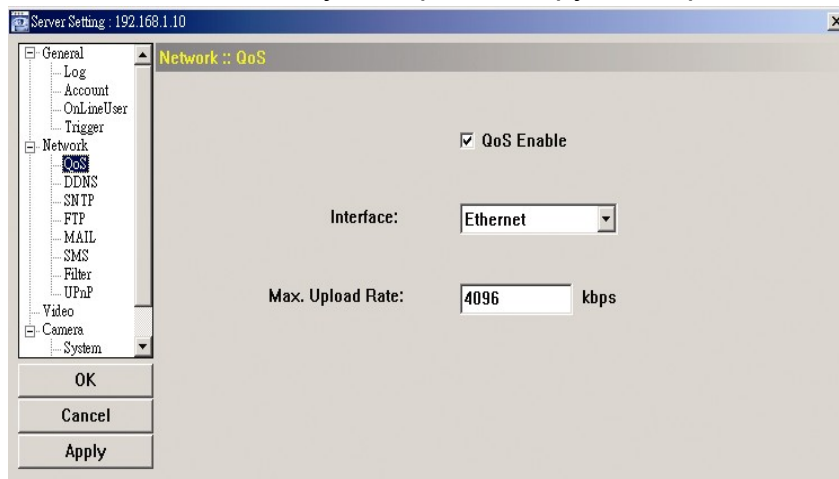 Server Setting : 192.168.1.10
General
Log
Account
OnLineUser
Trigger
Network
QoS
DDNS
SNTP
FTP
MAIL
SMS
Filter
UPnP
Video
Camera
System
OK
Cancel
Apply
Network :: QoS
QoS Enable
Interface: Ethernet
Max. Upload Rate: 4096 kbps